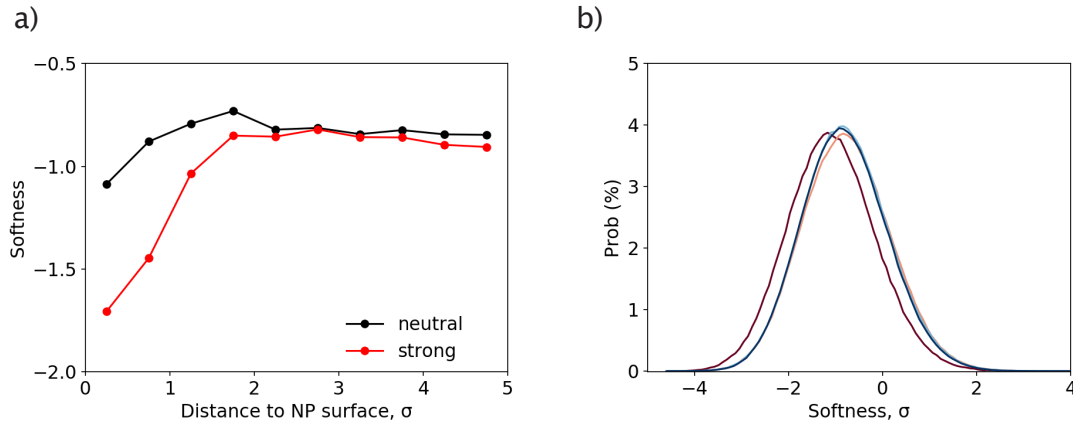 a)
Softness
−0.5
−1.0
−1.5
−2.0
0
1
2
3
4
5
Distance to NP surface, σ
neutral
strong
b)
Prob (%)
5
4
3
2
1
0
−4
−2
0
2
4
Softness, σ